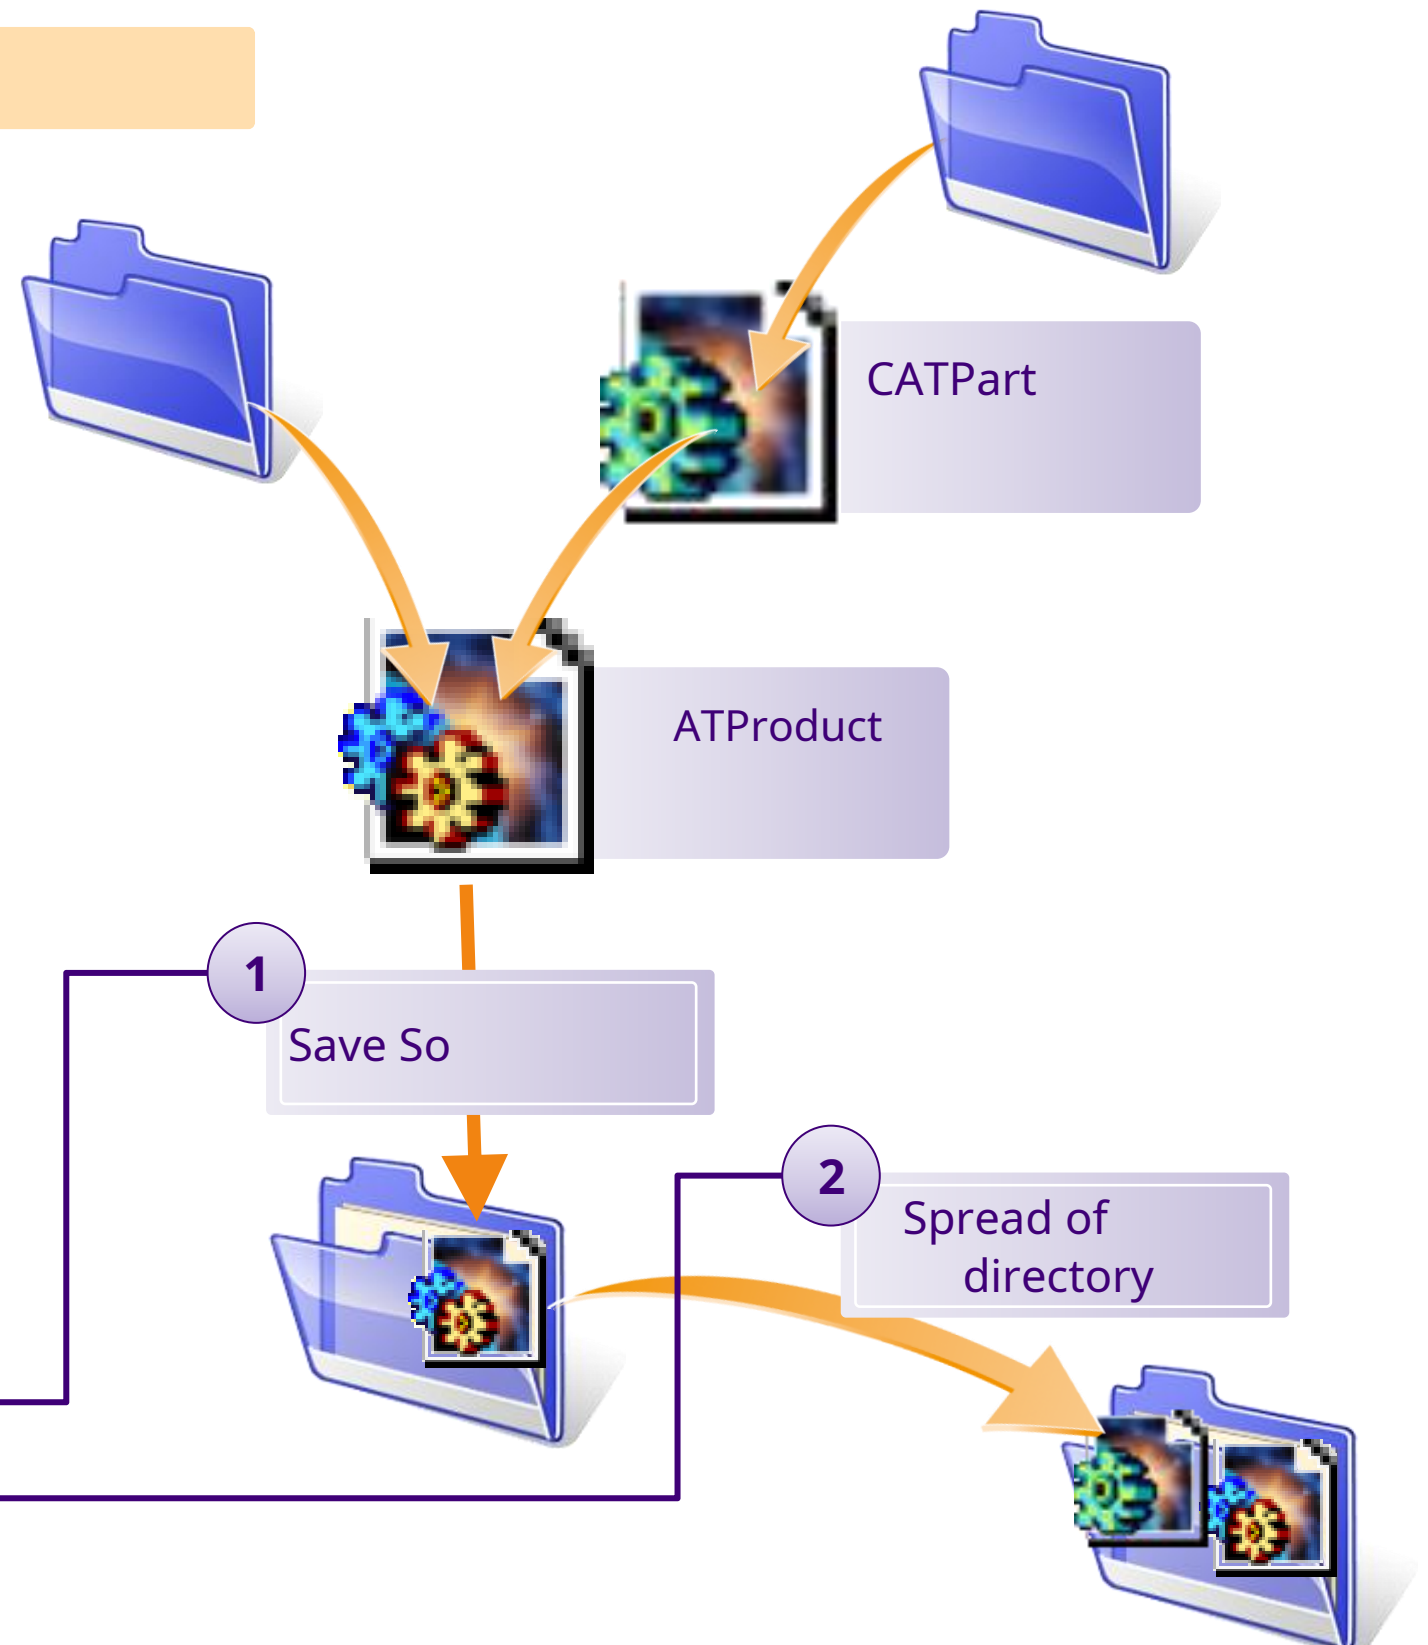 CATPart
ATProduct
1
Save So
2
Spread of
directory